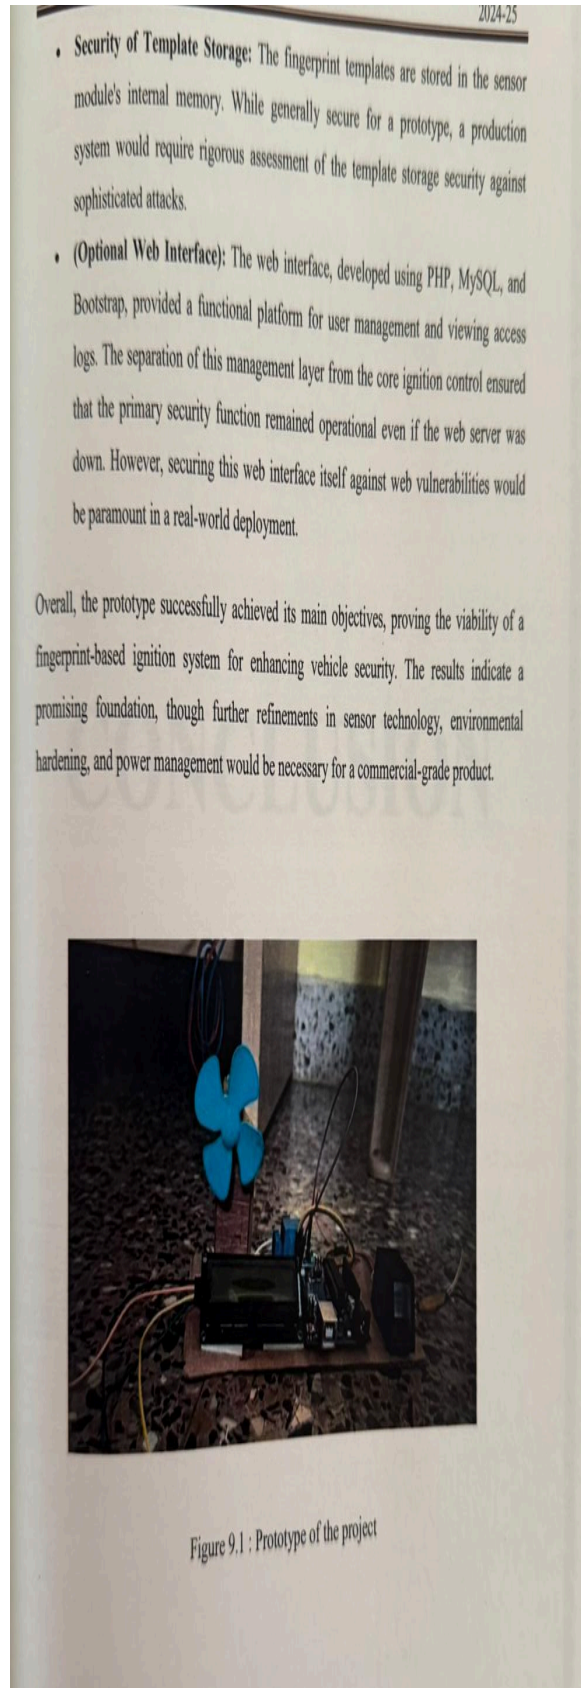 2024-25
• Security of Template Storage: The fingerprint templates are stored in the sensor
module's internal memory. While generally secure for a prototype, a production
system would require rigorous assessment of the template storage security against
sophisticated attacks.
• (Optional Web Interface): The web interface, developed using PHP, MySQL, and
Bootstrap, provided a functional platform for user management and viewing access
logs. The separation of this management layer from the core ignition control ensured
that the primary security function remained operational even if the web server was
down. However, securing this web interface itself against web vulnerabilities would
be paramount in a real-world deployment.
Overall, the prototype successfully achieved its main objectives, proving the viability of a
fingerprint-based ignition system for enhancing vehicle security. The results indicate a
promising foundation, though further refinements in sensor technology, environmental
hardening, and power management would be necessary for a commercial-grade product.
CONCLUSION
Figure 9.1 : Prototype of the project